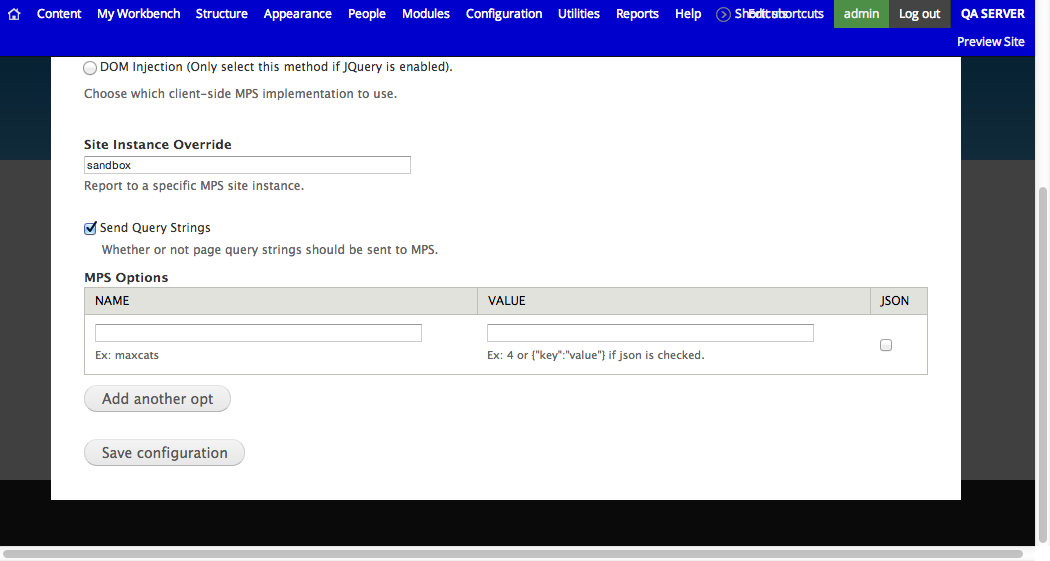 Content My Workbench Structure Appearance People Modules Configuration Utilities Reports Help Shortcuts Edit shortcuts admin Log out QA SERVER
Preview Site
DOM Injection (Only select this method if JQuery is enabled).
Choose which client-side MPS implementation to use.
Site Instance Override
sandbox
Report to a specific MPS site instance.
Send Query Strings
Whether or not page query strings should be sent to MPS.
MPS Options
NAME VALUE JSON
Ex: maxcats Ex: 4 or {"key":"value"} if json is checked.
Add another opt
Save configuration